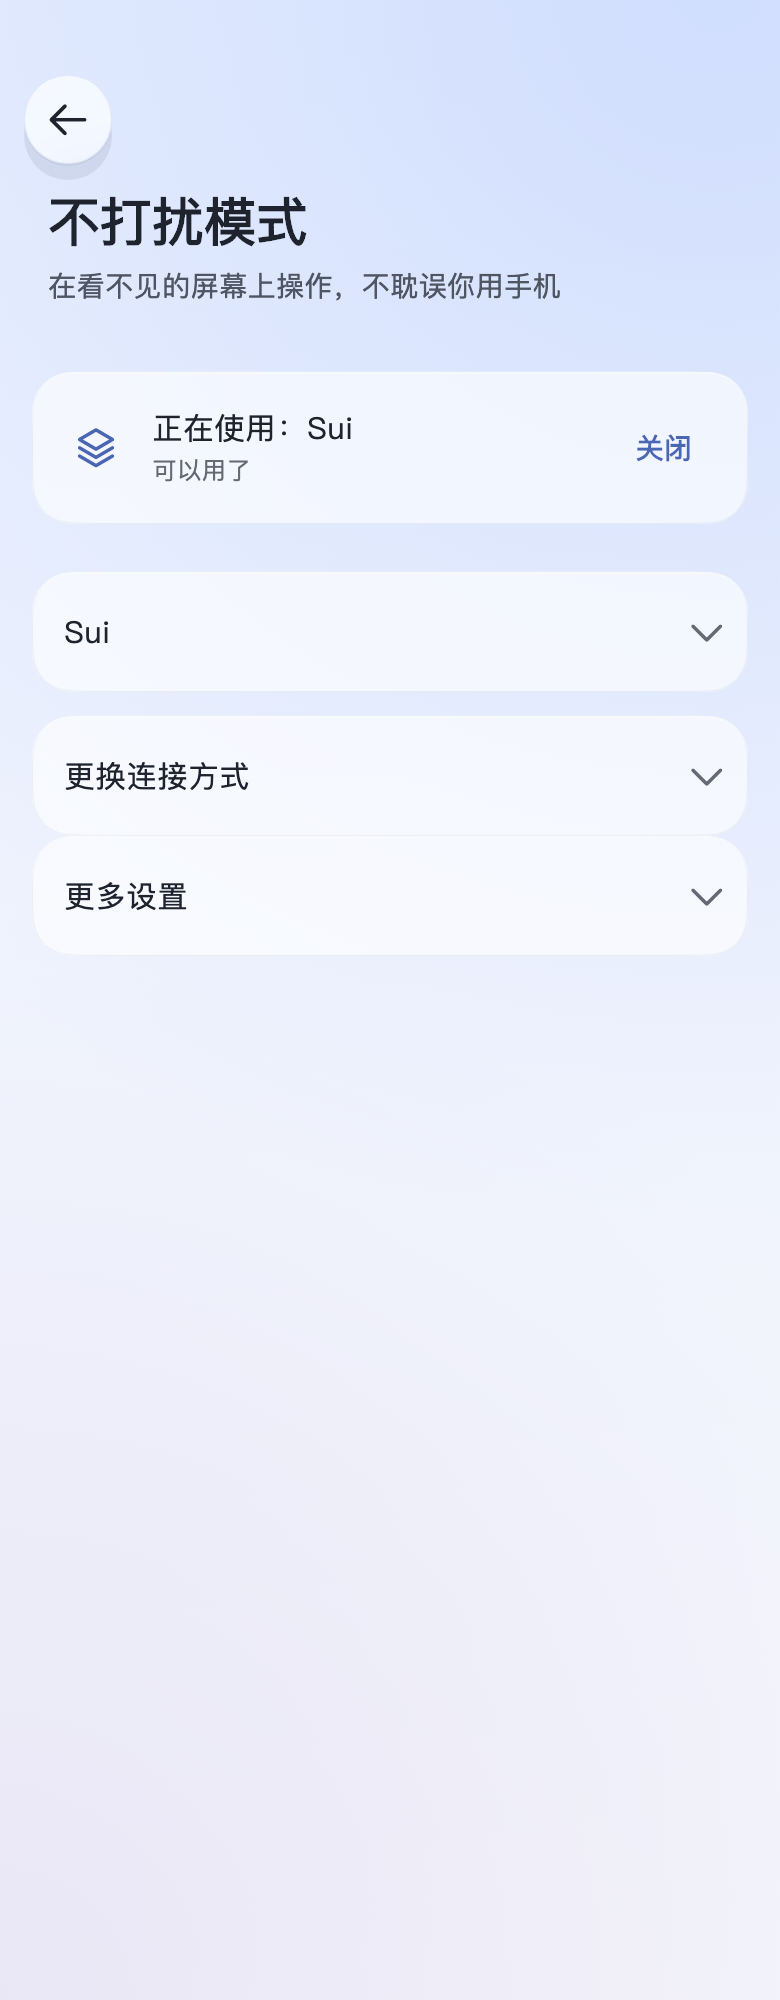 不打扰模式
在看不见的屏幕上操作，不耽误你用手机
正在使用：Sui
可以用了
关闭
Sui
更换连接方式
更多设置